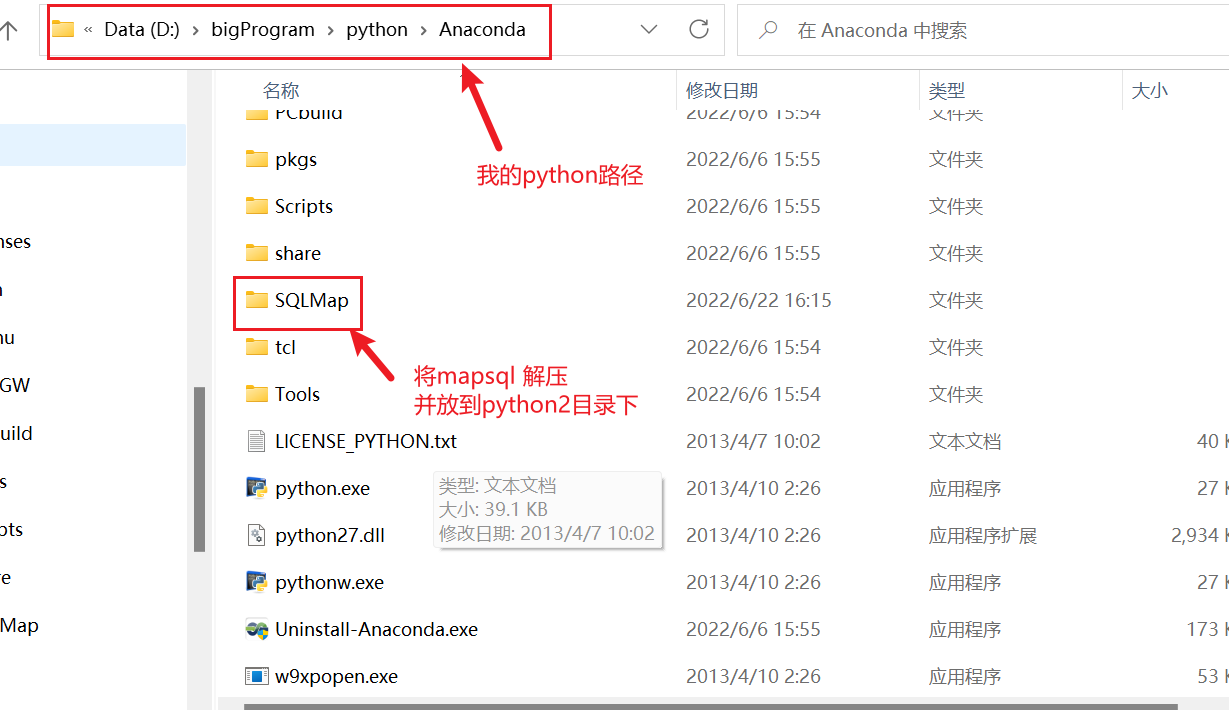 « Data (D:) › bigProgram › python › Anaconda
在 Anaconda 中搜索
名称 修改日期 类型 大小
PCbuild 2022/6/6 15:54 文件夹
pkgs 2022/6/6 15:55 文件夹
我的python路径
Scripts 2022/6/6 15:55 文件夹
nses
share 2022/6/6 15:55 文件夹
SQLMap 2022/6/22 16:15 文件夹
nu
tcl 2022/6/6 15:54 文件夹
将mapsql 解压
GW
Tools 2022/6/6 15:54 文件夹
并放到python2目录下
uild
LICENSE_PYTHON.txt 2013/4/7 10:02 文本文档 40 K
s
python.exe 2013/4/10 2:26 应用程序 27 K
类型: 文本文档
大小: 39.1 KB
修改日期: 2013/4/7 10:02
pts
python27.dll 2013/4/10 2:26 应用程序扩展 2,934 K
e
pythonw.exe 2013/4/10 2:26 应用程序 27 K
Map
Uninstall-Anaconda.exe 2022/6/6 15:55 应用程序 173 K
w9xpopen.exe 2013/4/10 2:26 应用程序 53 K